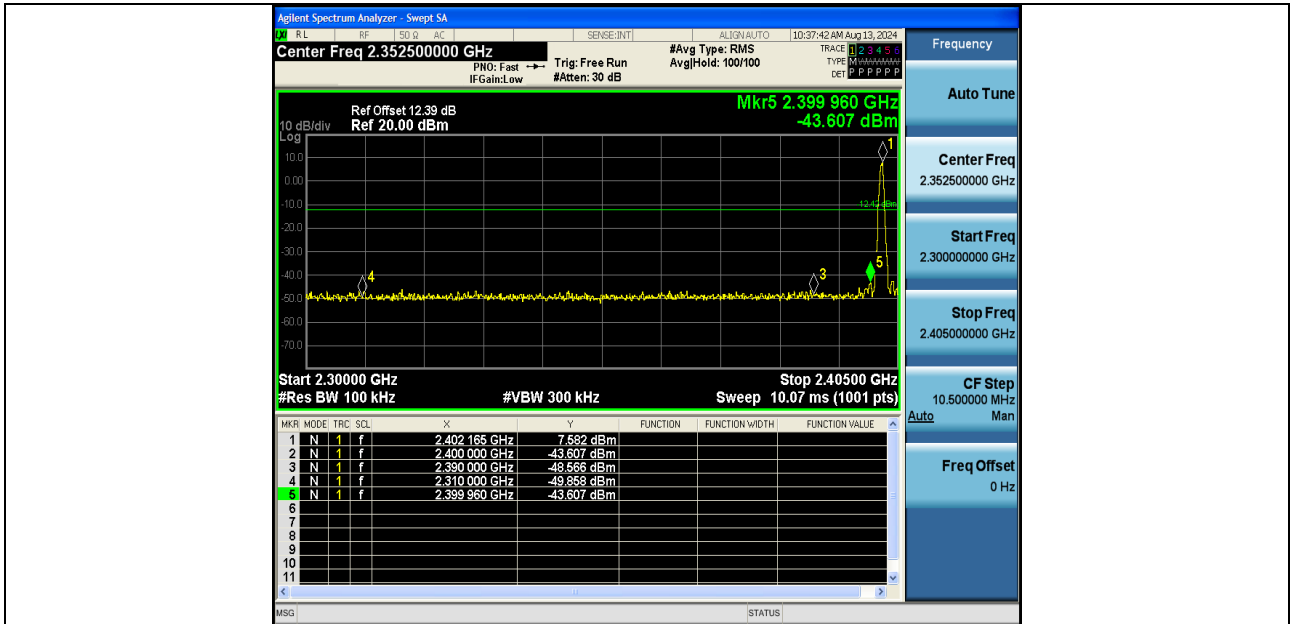 Agilent Spectrum Analyzer - Swept SA
LXI RL RF 50 Ω AC SENSE:INT ALIGN AUTO 10:37:42 AM Aug 13, 2024
Center Freq 2.352500000 GHz
PNO: Fast
IFGain:Low
Trig: Free Run
#Atten: 30 dB
#Avg Type: RMS
Avg|Hold: 100/100
TRACE 1 2 3 4 5 6
TYPE M WWWWW
DET P P P P P P
Ref Offset 12.39 dB
Ref 20.00 dBm
10 dB/div
Log
Mkr5 2.399 960 GHz
-43.607 dBm
10.0
0.00
-10.0
-20.0
-30.0
-40.0
-50.0
-60.0
-70.0
1
-12.42 dBm
5
3
4
Start 2.30000 GHz Stop 2.40500 GHz
#Res BW 100 kHz #VBW 300 kHz Sweep 10.07 ms (1001 pts)
MKR MODE TRC SCL X Y FUNCTION FUNCTION WIDTH FUNCTION VALUE
1 N 1 f 2.402 165 GHz 7.582 dBm
2 N 1 f 2.400 000 GHz -43.607 dBm
3 N 1 f 2.390 000 GHz -48.566 dBm
4 N 1 f 2.310 000 GHz -49.858 dBm
5 N 1 f 2.399 960 GHz -43.607 dBm
6
7
8
9
10
11
MSG STATUS
Frequency
Auto Tune
Center Freq
2.352500000 GHz
Start Freq
2.300000000 GHz
Stop Freq
2.405000000 GHz
CF Step
10.500000 MHz
Auto Man
Freq Offset
0 Hz